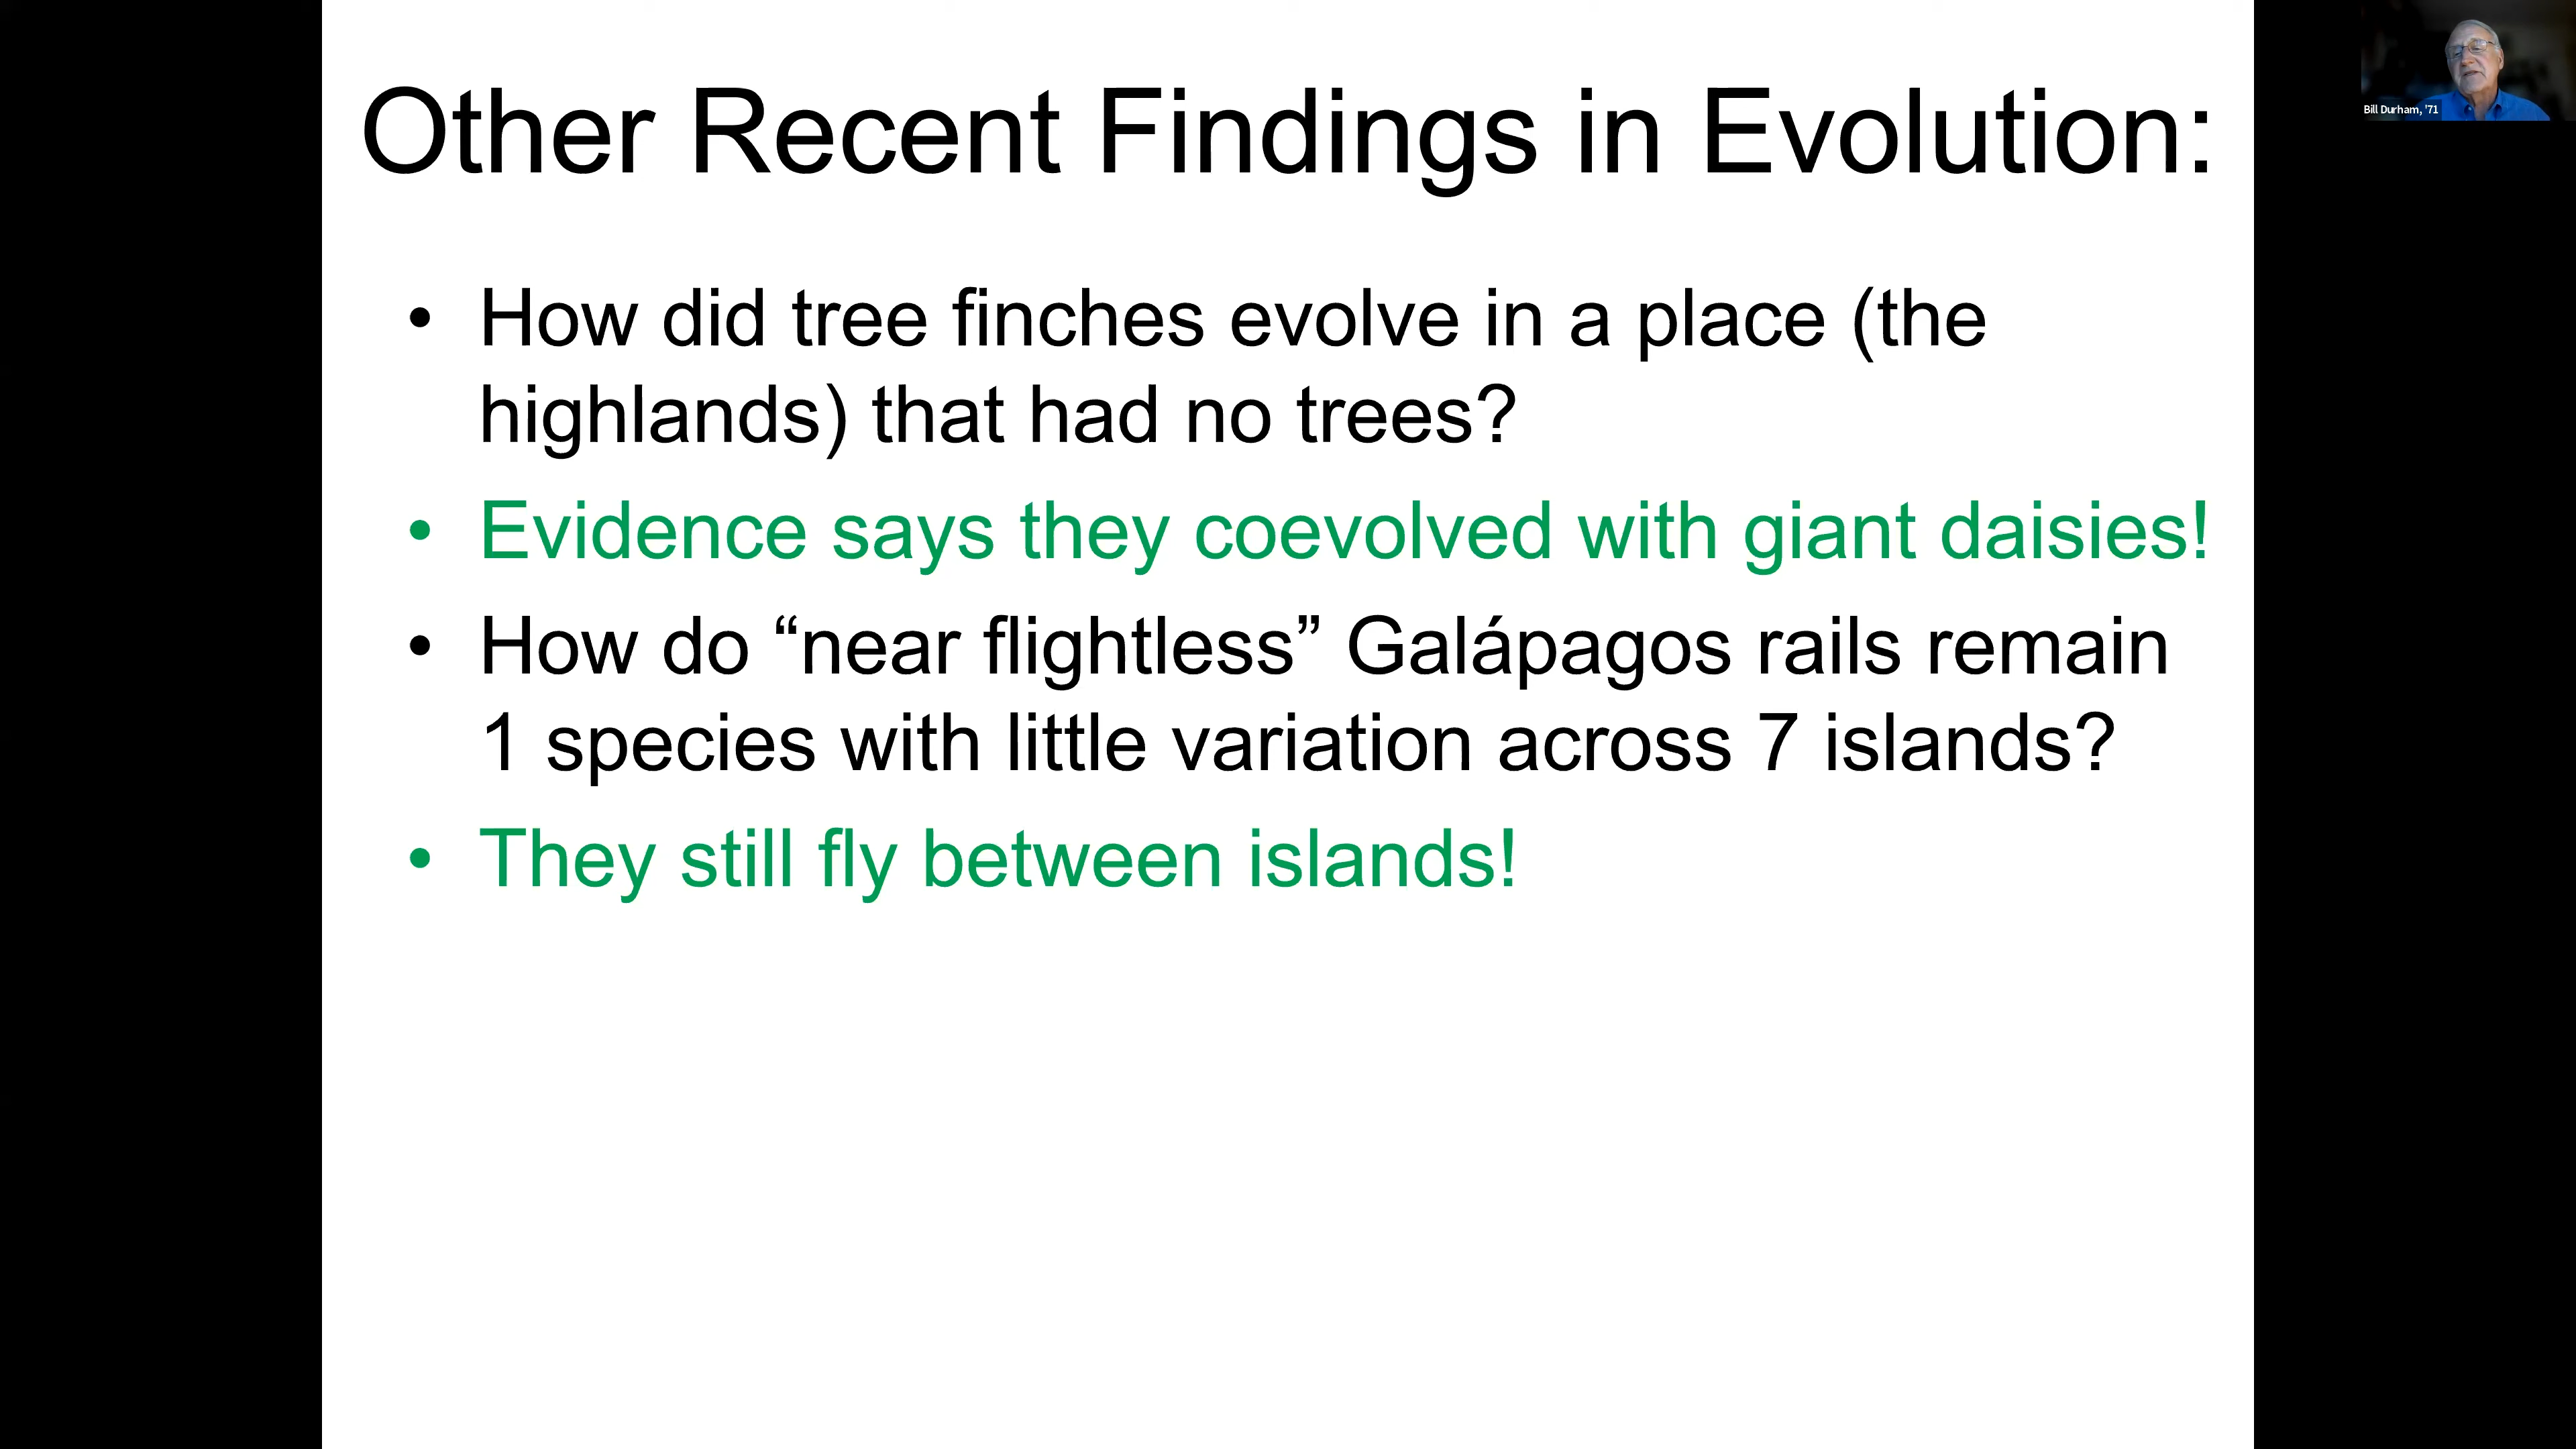 Other Recent Findings in Evolution:
Bill Durham, '71
• How did tree finches evolve in a place (the
highlands) that had no trees?
• Evidence says they coevolved with giant daisies!
• How do “near flightless” Galápagos rails remain
1 species with little variation across 7 islands?
• They still fly between islands!